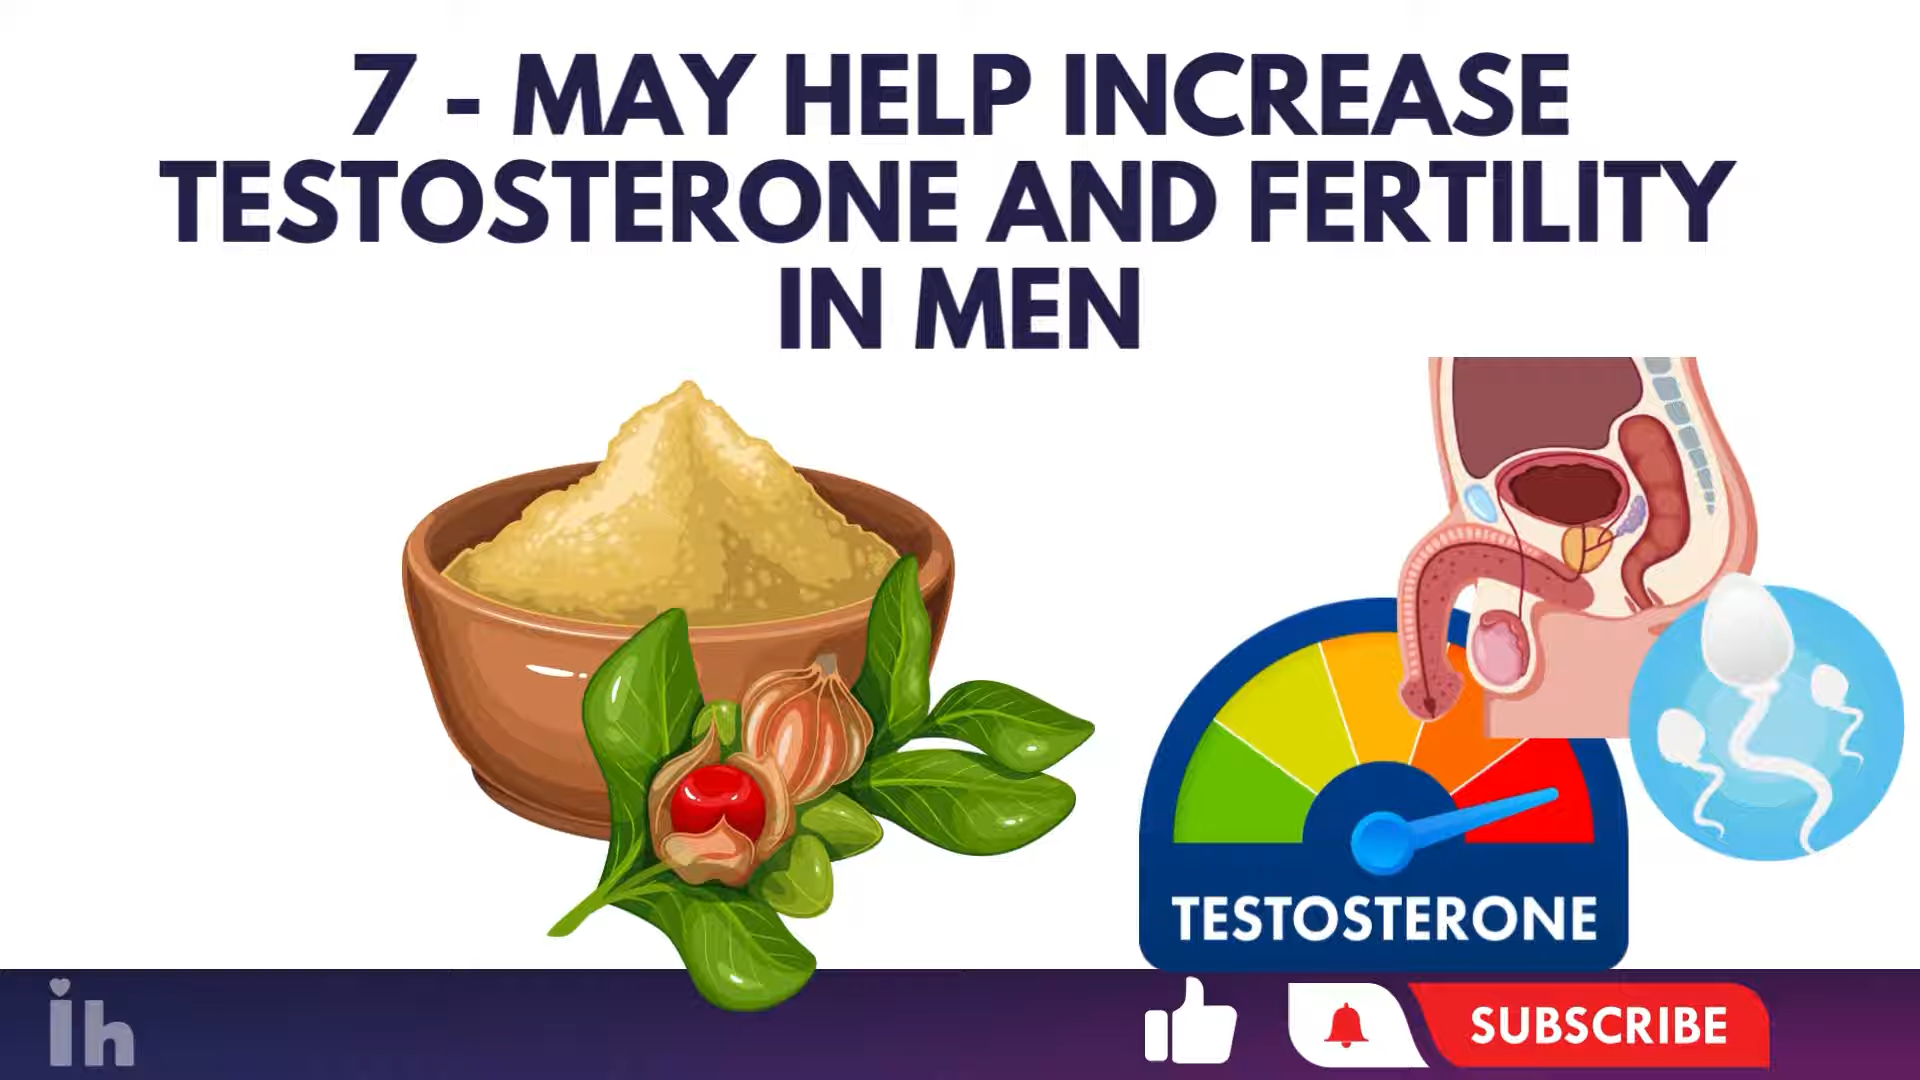 7 - MAY HELP INCREASE
TESTOSTERONE AND FERTILITY
IN MEN
TESTOSTERONE
ih
SUBSCRIBE